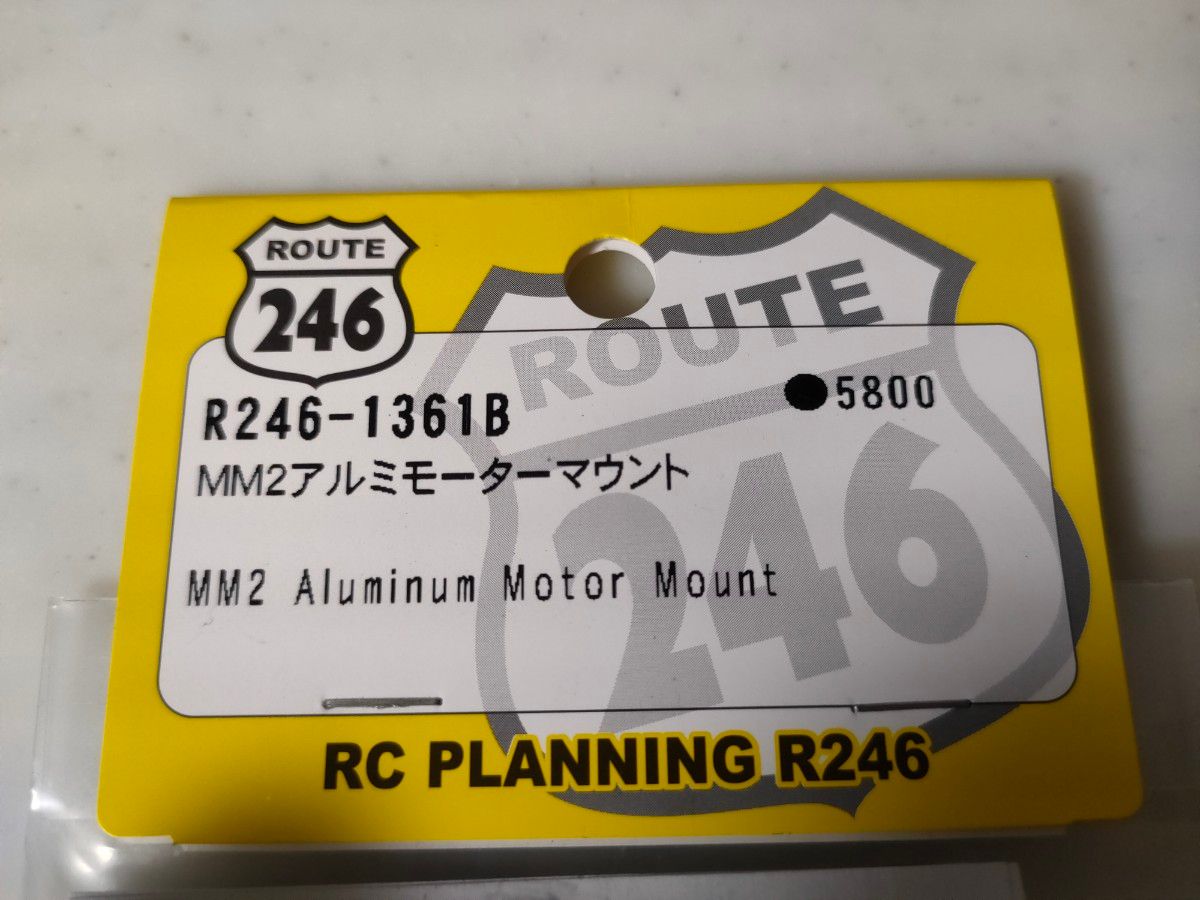 ROUTE
246
ROUTE
246
R246-1361B
●5800
MM2アルミモーターマウント
MM2 Aluminum Motor Mount
RC PLANNING R246